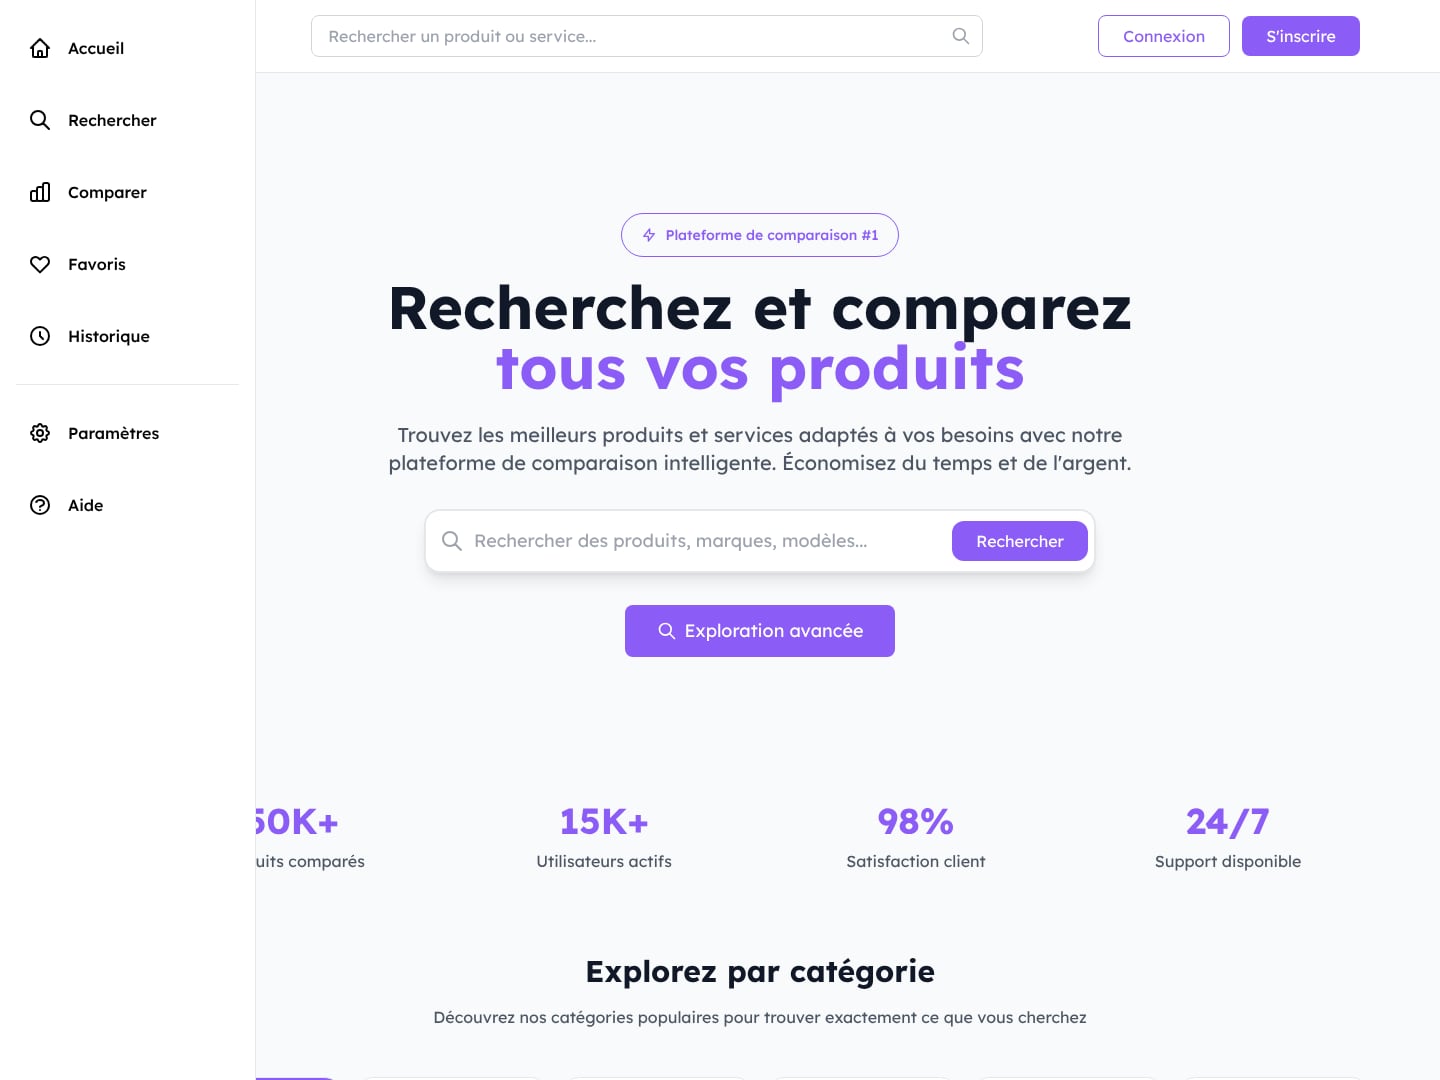 Accueil
Rechercher
Comparer
Favoris
Historique
Paramètres
Aide
Rechercher un produit ou service...
Connexion
S'inscrire
Plateforme de comparaison #1
Recherchez et comparez
tous vos produits
Trouvez les meilleurs produits et services adaptés à vos besoins avec notre
plateforme de comparaison intelligente. Économisez du temps et de l'argent.
Rechercher des produits, marques, modèles...
Rechercher
Exploration avancée
50K+
comparés
15K+
Utilisateurs actifs
98%
Satisfaction client
24/7
Support disponible
Explorez par catégorie
Découvrez nos catégories populaires pour trouver exactement ce que vous cherchez